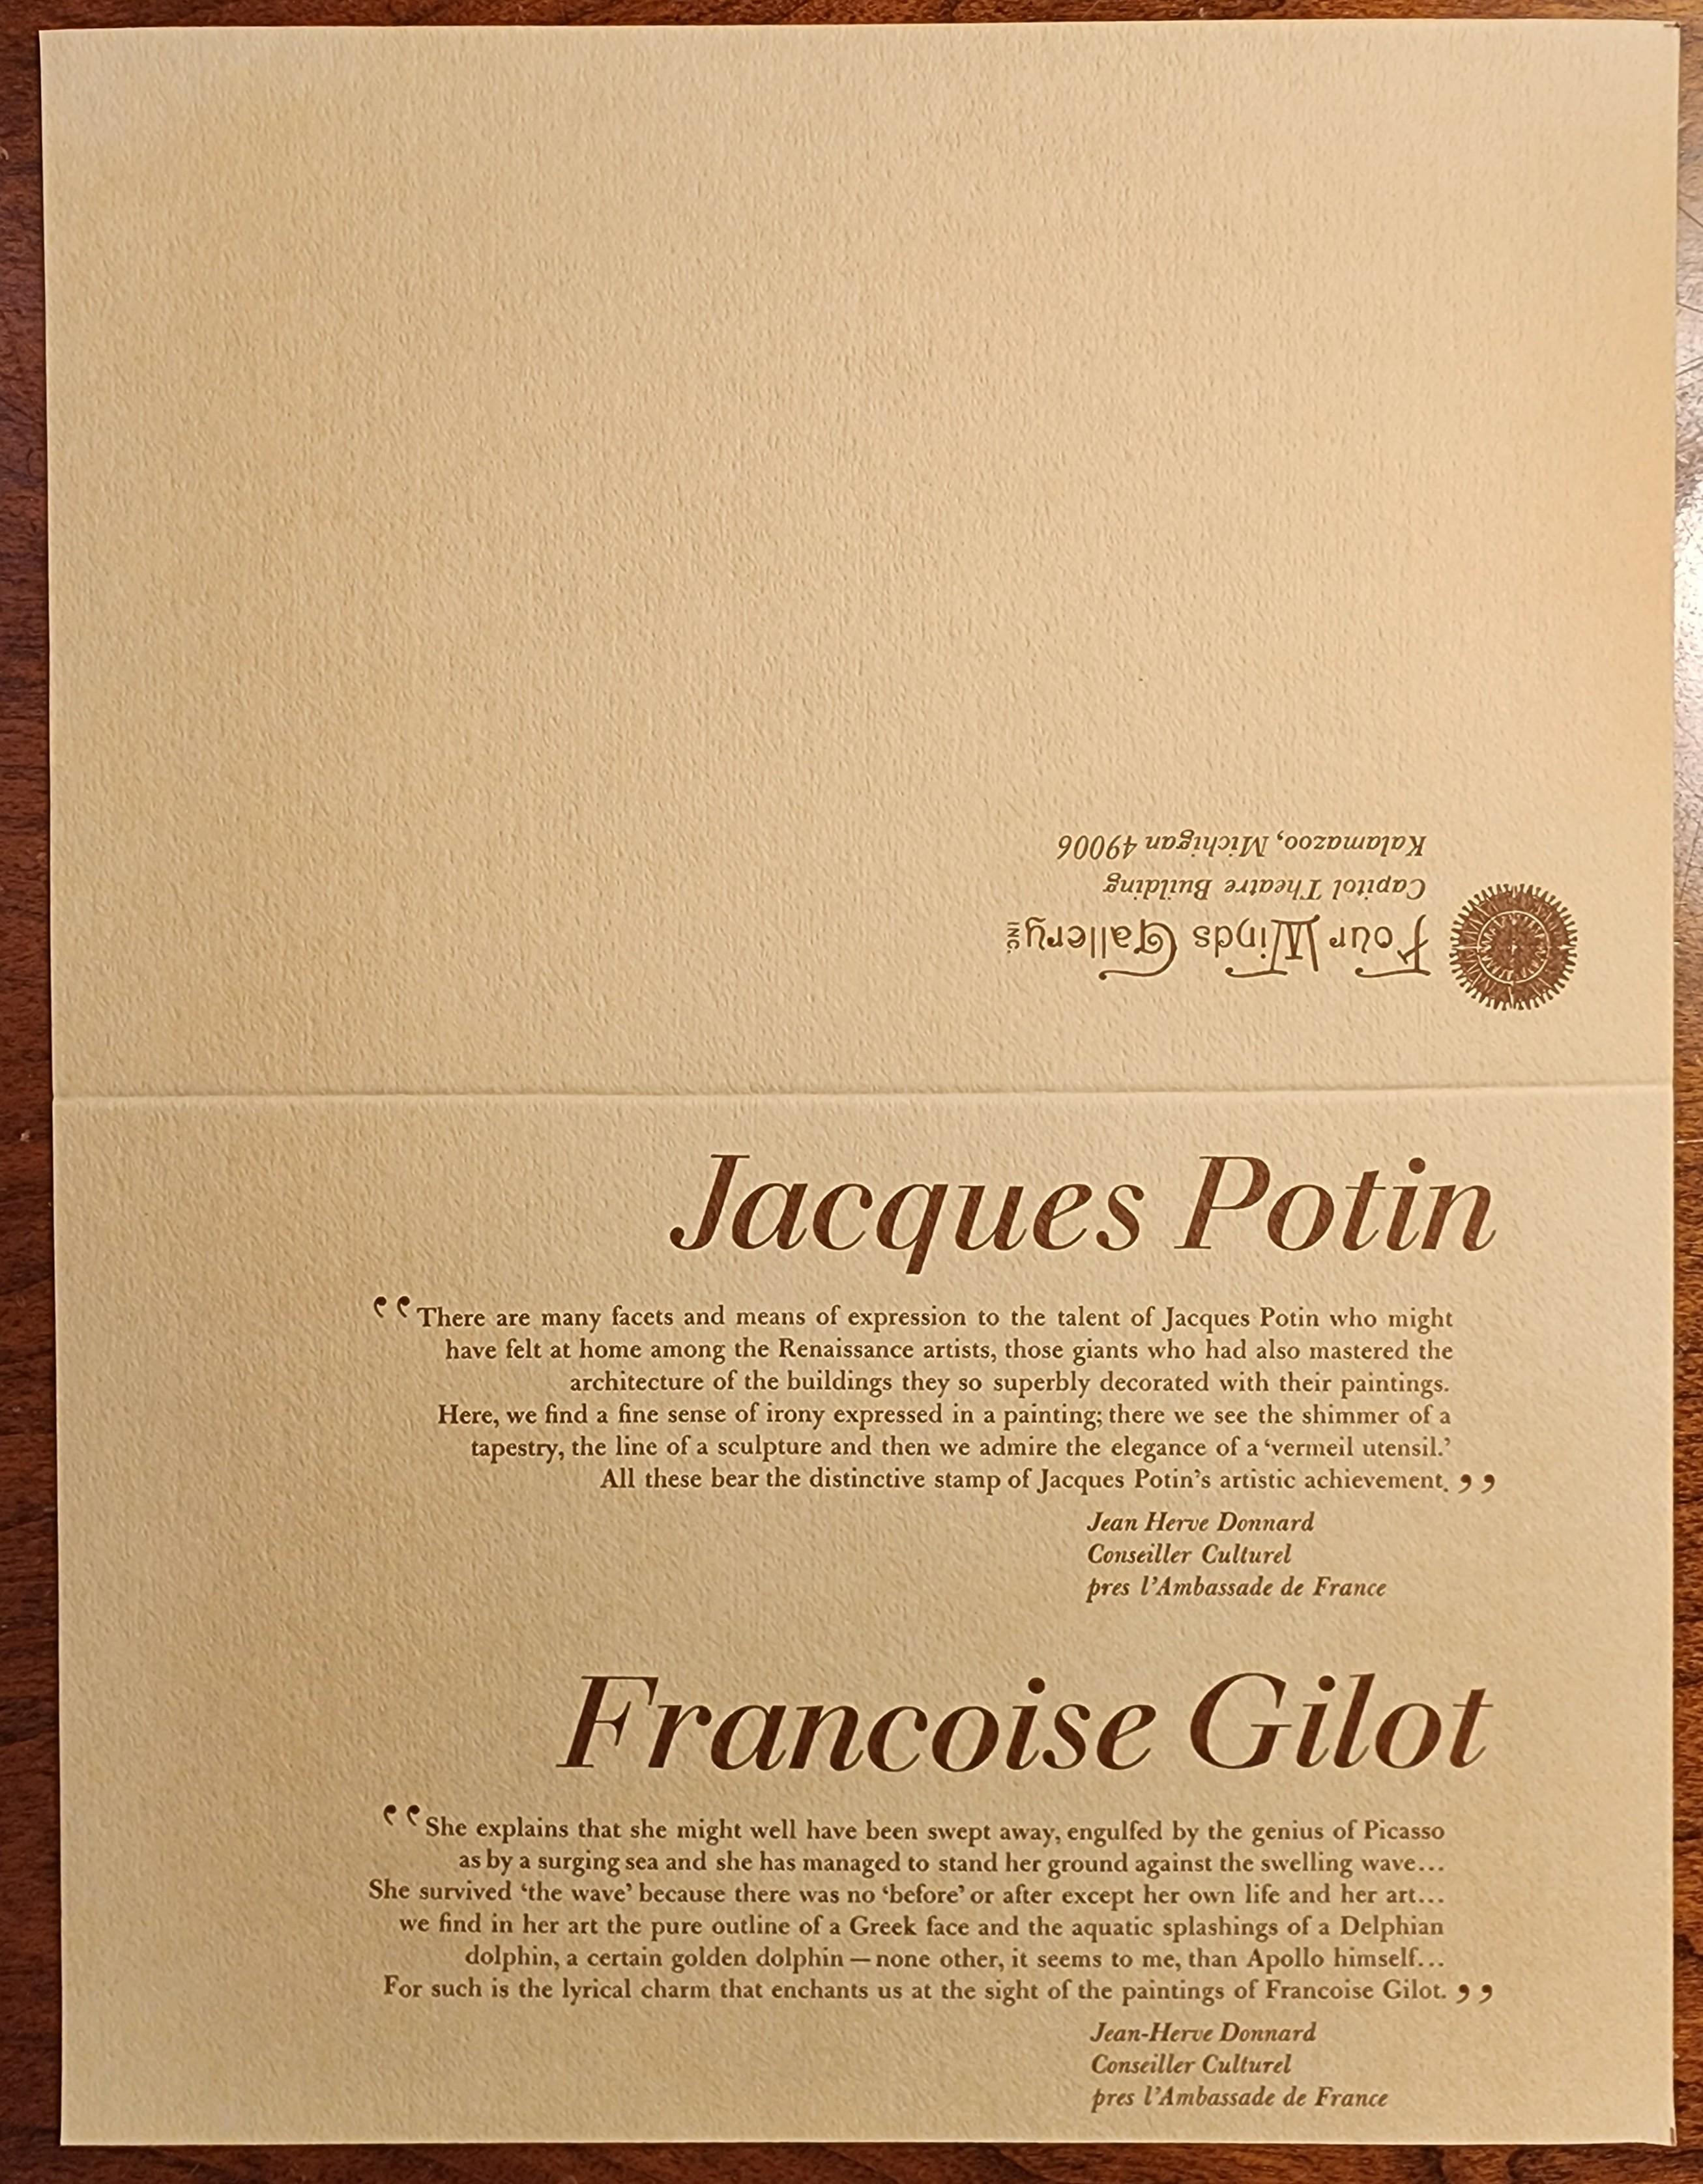 Four Winds Gallery INC.
Capitol Theatre Building
Kalamazoo, Michigan 49006
Jacques Potin
“There are many facets and means of expression to the talent of Jacques Potin who might
have felt at home among the Renaissance artists, those giants who had also mastered the
architecture of the buildings they so superbly decorated with their paintings.
Here, we find a fine sense of irony expressed in a painting; there we see the shimmer of a
tapestry, the line of a sculpture and then we admire the elegance of a ‘vermeil utensil.’
All these bear the distinctive stamp of Jacques Potin’s artistic achievement.”
Jean Herve Donnard
Conseiller Culturel
pres l’Ambassade de France
Francoise Gilot
“She explains that she might well have been swept away, engulfed by the genius of Picasso
as by a surging sea and she has managed to stand her ground against the swelling wave...
She survived ‘the wave’ because there was no ‘before’ or after except her own life and her art...
we find in her art the pure outline of a Greek face and the aquatic splashings of a Delphian
dolphin, a certain golden dolphin — none other, it seems to me, than Apollo himself...
For such is the lyrical charm that enchants us at the sight of the paintings of Francoise Gilot.”
Jean-Herve Donnard
Conseiller Culturel
pres l’Ambassade de France